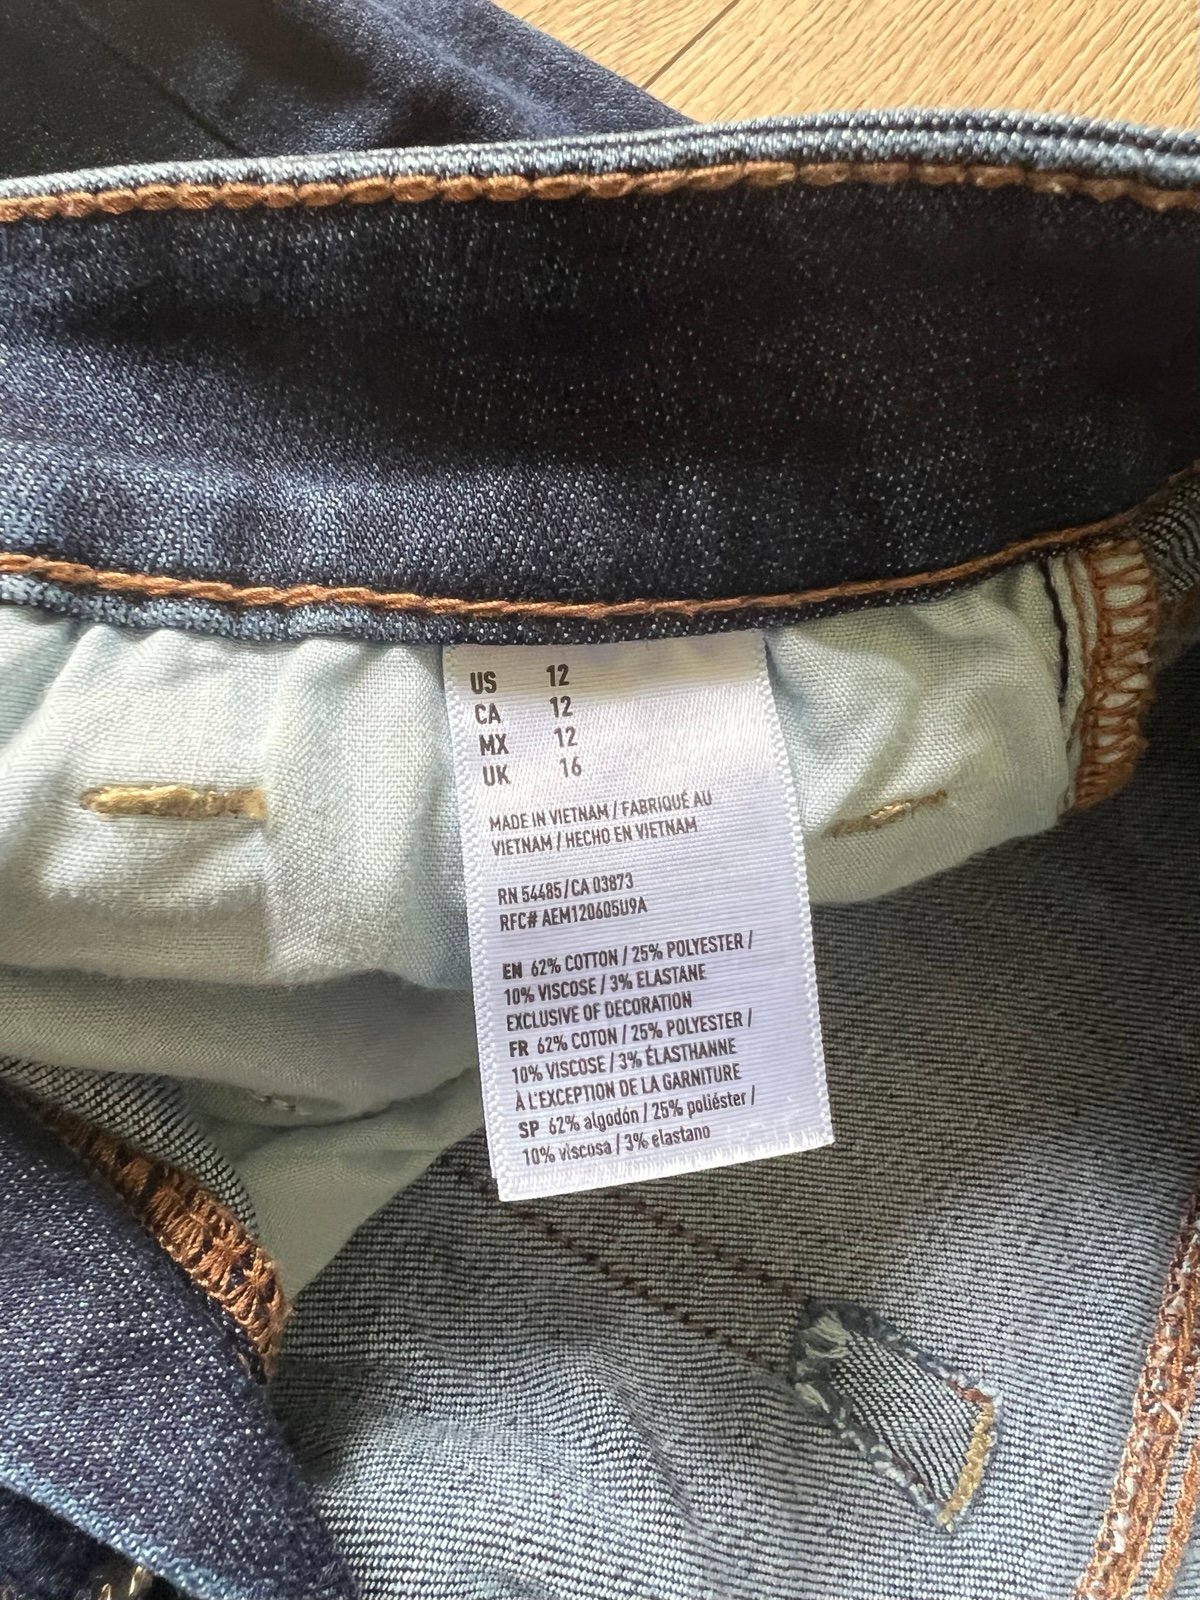 US 12
CA 12
MX 12
UK 16
MADE IN VIETNAM / FABRIQUÉ AU
VIETNAM / HECHO EN VIETNAM
RN 54485/CA 03873
RFC# AEM120605U9A
EN 62% COTTON / 25% POLYESTER /
10% VISCOSE / 3% ELASTANE
EXCLUSIVE OF DECORATION
FR 62% COTON / 25% POLYESTER /
10% VISCOSE / 3% ÉLASTHANNE
À L'EXCEPTION DE LA GARNITURE
SP 62% algodón / 25% poliéster /
10% viscosa / 3% elastano